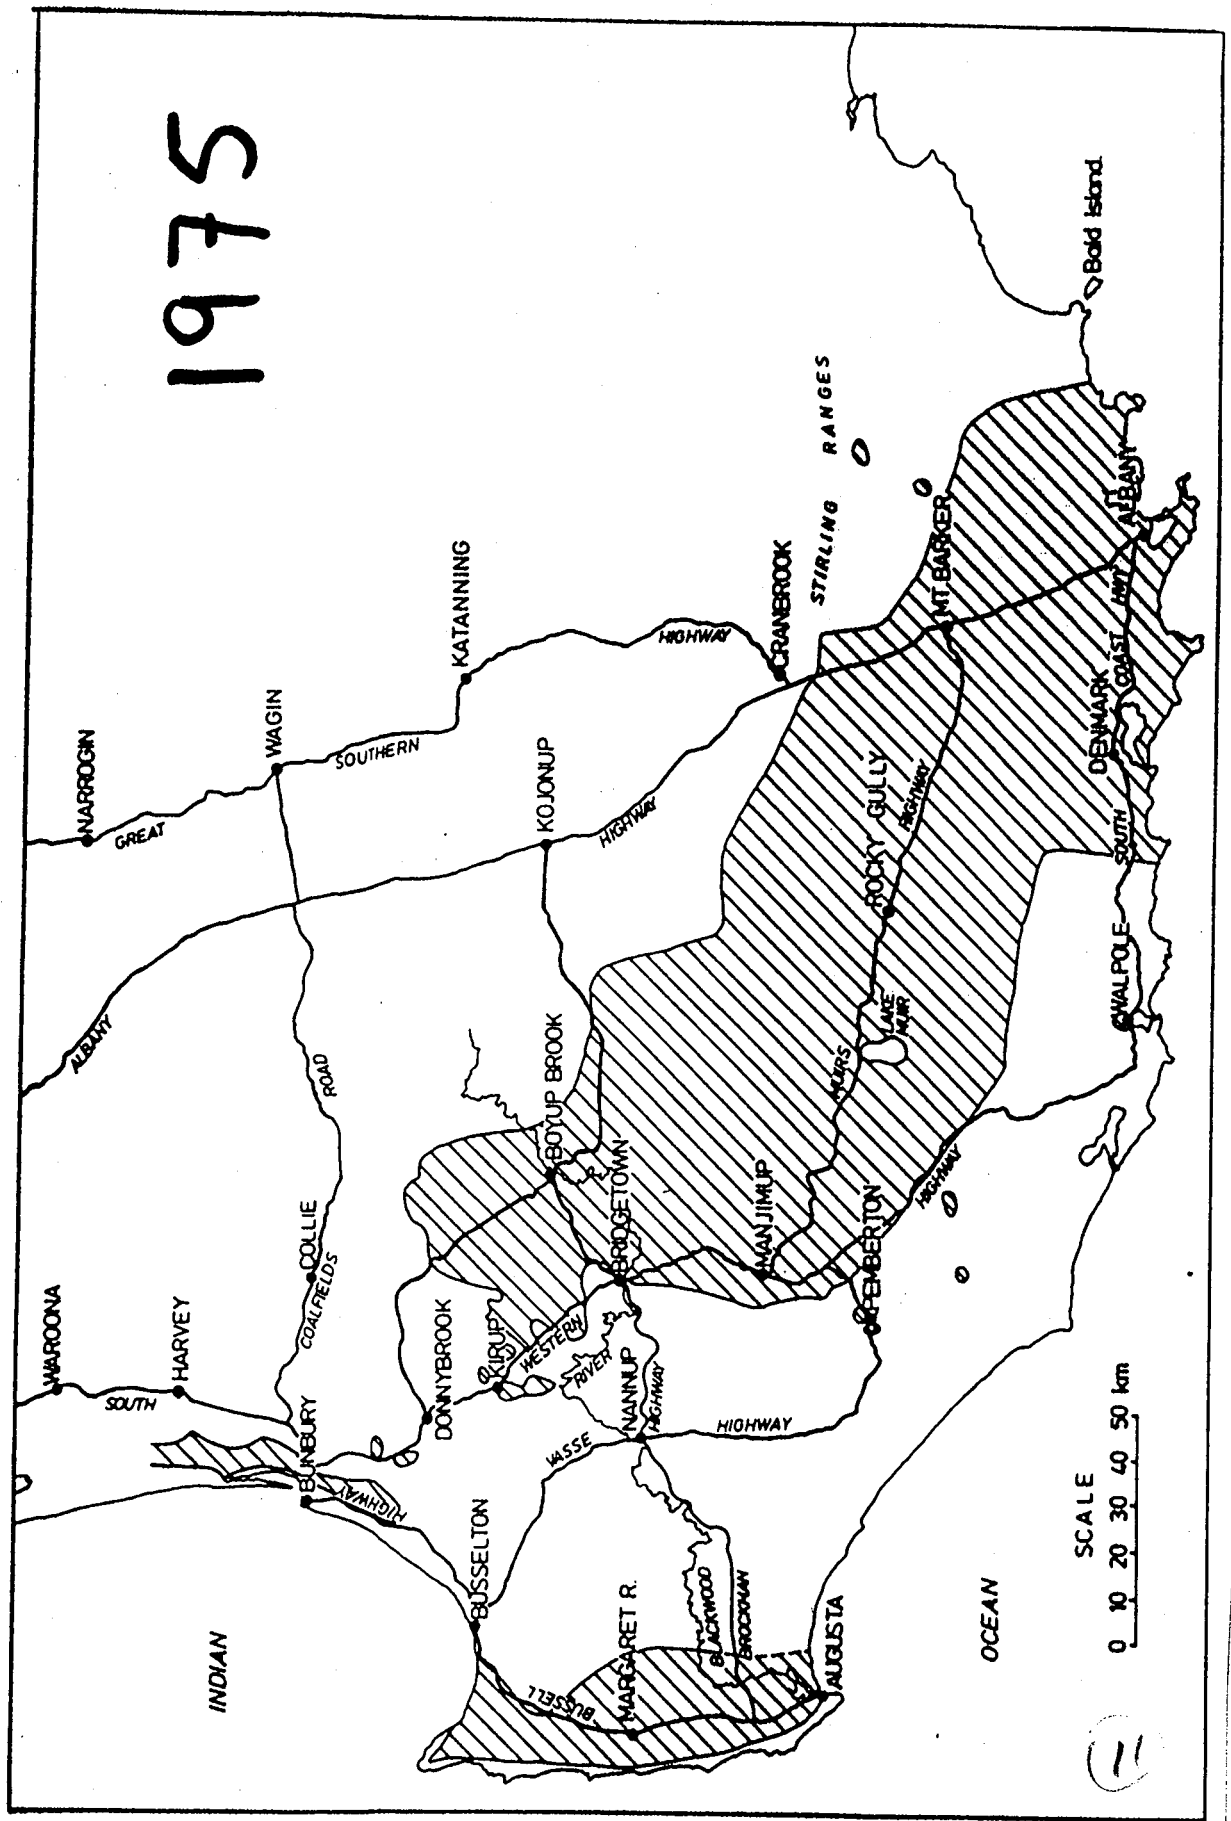 1975
WAROONA
HARVEY
SOUTH
NARROGIN
GREAT
WAGIN
SOUTHERN
KATANNING
HIGHWAY
ALBANY
ROAD
COLLIE
COALFIELDS
BUNBURY
HIGHWAY
KOJONUP
HIGHWAY
CRANBROOK
STIRLING RANGES
BOYUP BROOK
DONNYBROOK
KIRUP
WESTERN
BRIDGETOWN
RIVER
NANNUP
HIGHWAY
HIGHWAY
VASSE
BUSSELTON
INDIAN
BUSSELL
MARGARET R.
BLACKWOOD
BROCKMAN
AUGUSTA
OCEAN
MANJIMUP
PEMBERTON
HIGHWAY
MUIRS
LAKE
MUIR
ROCKY GULLY
HIGHWAY
MT. BARKER
WALPOLE
SOUTH
DENMARK
COAST
HWY
ALBANY
Bald Island.
SCALE
0 10 20 30 40 50 km
11